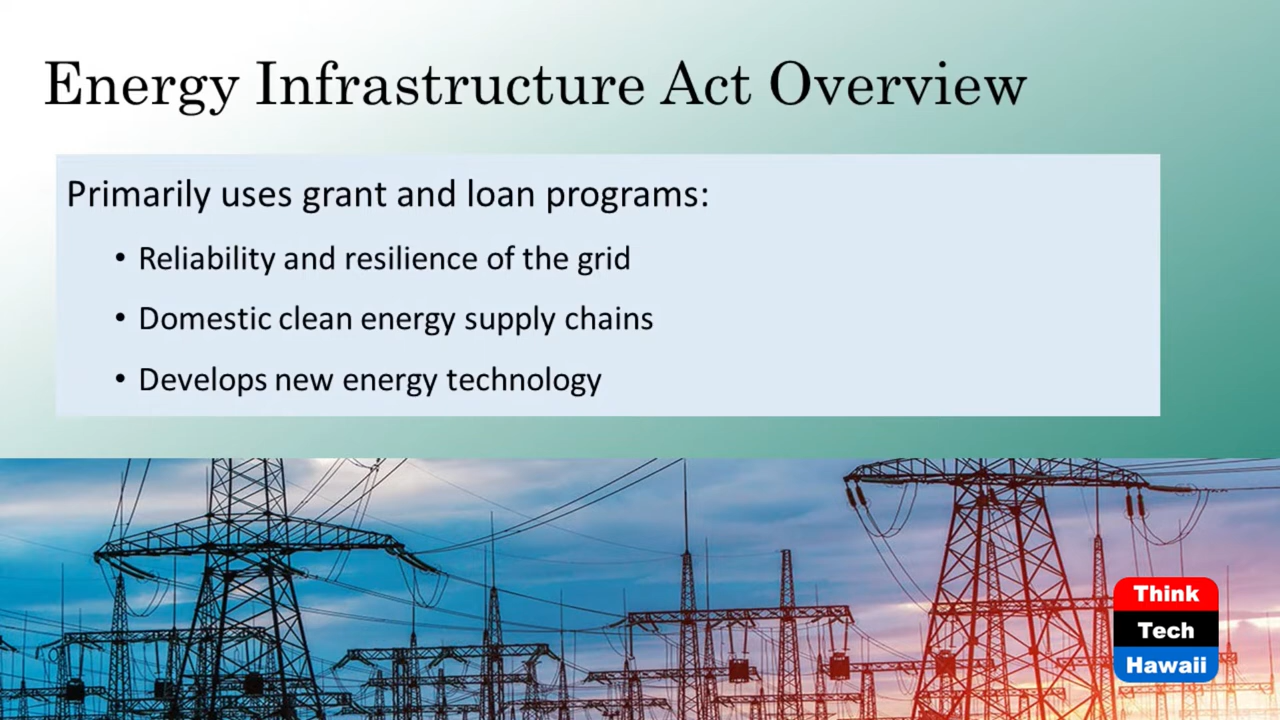 Energy Infrastructure Act Overview
Primarily uses grant and loan programs:
• Reliability and resilience of the grid
• Domestic clean energy supply chains
• Develops new energy technology
Think
Tech
Hawaii